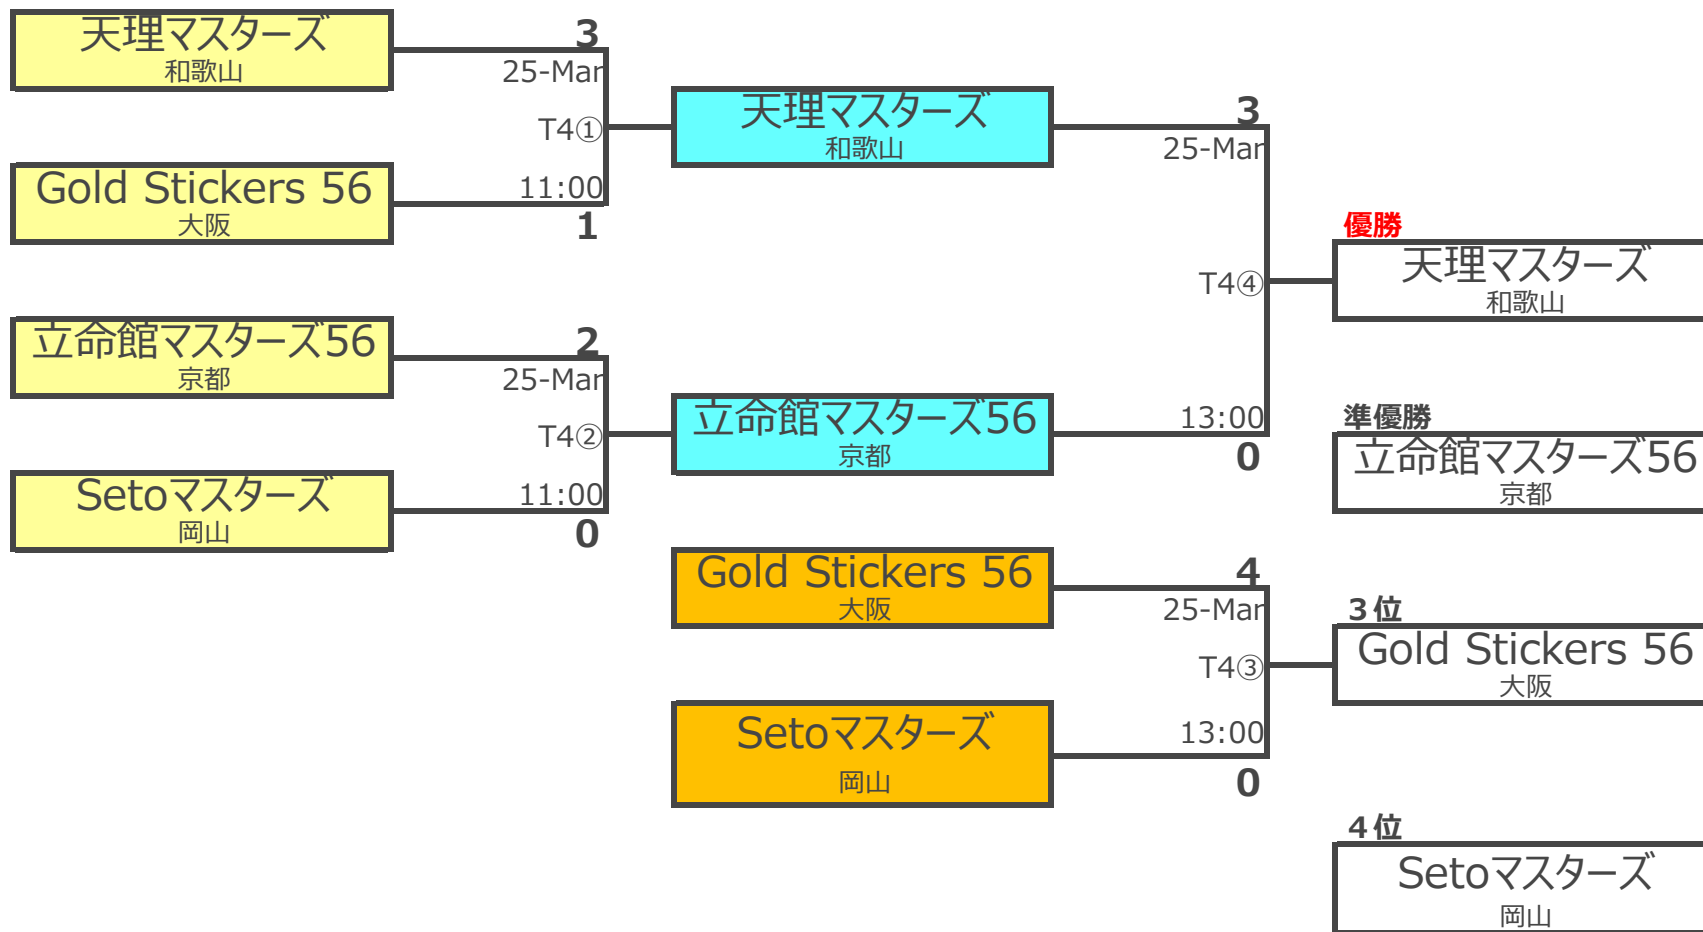 天理マスターズ
和歌山
3
25-Mar
T4①
11:00
Gold Stickers 56
大阪
1
立命館マスターズ56
京都
2
25-Mar
T4②
11:00
Setoマスターズ
岡山
0
天理マスターズ
和歌山
3
25-Mar
T4④
13:00
立命館マスターズ56
京都
0
Gold Stickers 56
大阪
4
25-Mar
T4③
13:00
Setoマスターズ
岡山
0
優勝
天理マスターズ
和歌山
準優勝
立命館マスターズ56
京都
３位
Gold Stickers 56
大阪
４位
Setoマスターズ
岡山